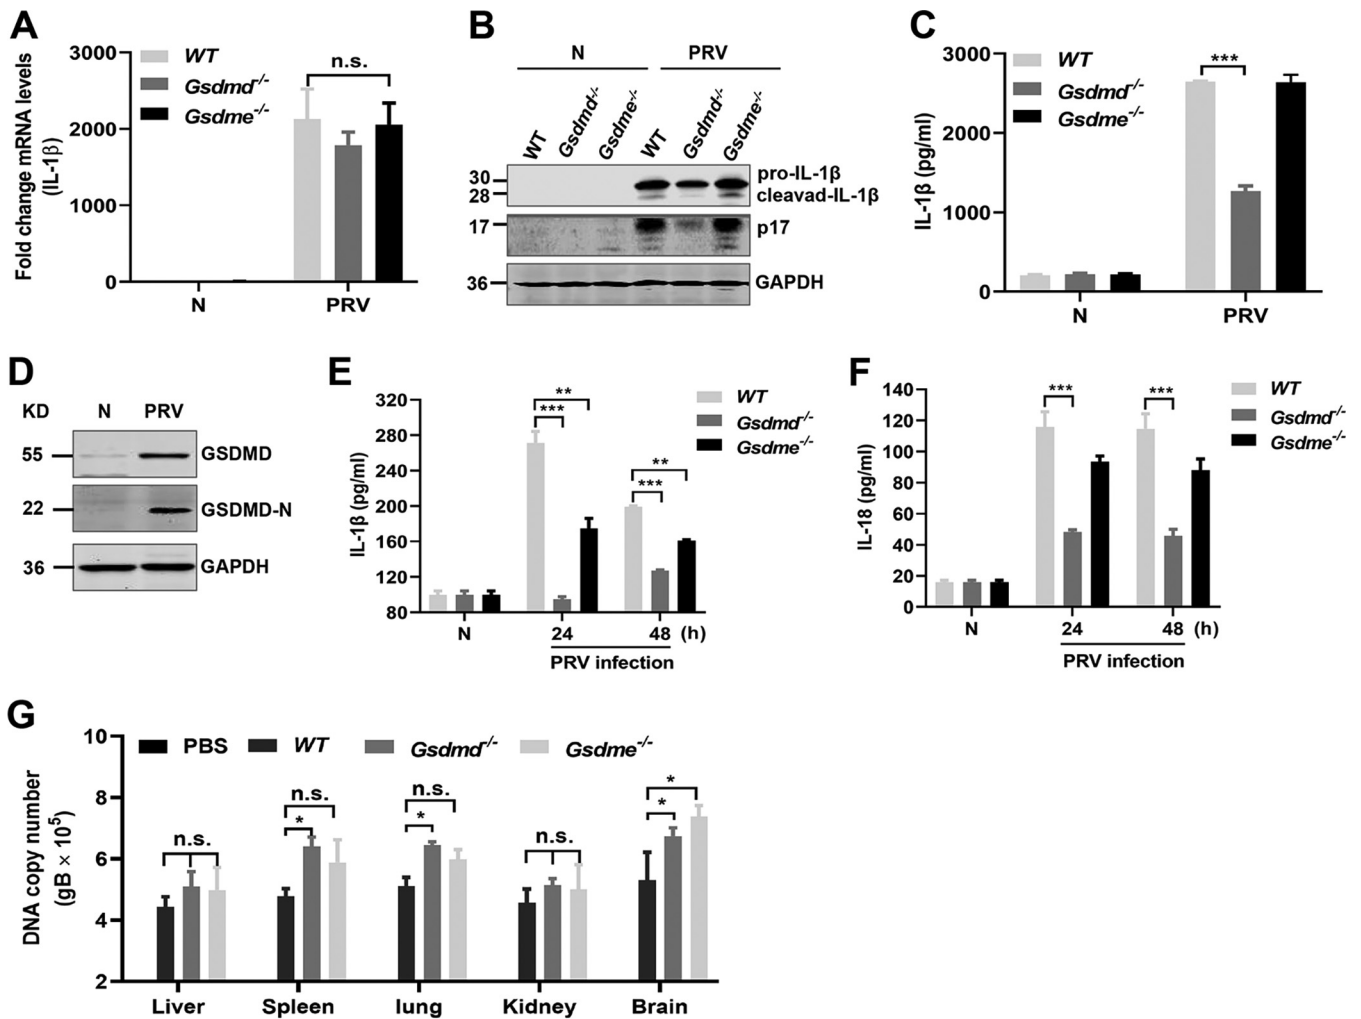 A
Fold change mRNA levels
(IL-1β)
3000
2000
1000
0
WT
Gsdmd-/-
Gsdme-/-
n.s.
N
PRV
B
N
PRV
WT
Gsdmd-/-
Gsdme-/-
WT
Gsdmd-/-
Gsdme-/-
30
28
pro-IL-1β
cleavad-IL-1β
17
p17
36
GAPDH
C
IL-1β (pg/ml)
3000
2000
1000
0
WT
Gsdmd-/-
Gsdme-/-
***
N
PRV
D
KD
N
PRV
55
GSDMD
22
GSDMD-N
36
GAPDH
E
IL-1β (pg/ml)
320
280
240
200
160
120
80
**
***
**
***
WT
Gsdmd-/-
Gsdme-/-
N
24
48
(h)
PRV infection
F
IL-18 (pg/ml)
140
120
100
80
60
40
20
0
***
***
WT
Gsdmd-/-
Gsdme-/-
N
24
48
(h)
PRV infection
G
DNA copy number
(gB × 10⁵)
10
8
6
4
2
PBS
WT
Gsdmd-/-
Gsdme-/-
n.s.
n.s.
*
n.s.
*
n.s.
*
*
Liver
Spleen
lung
Kidney
Brain